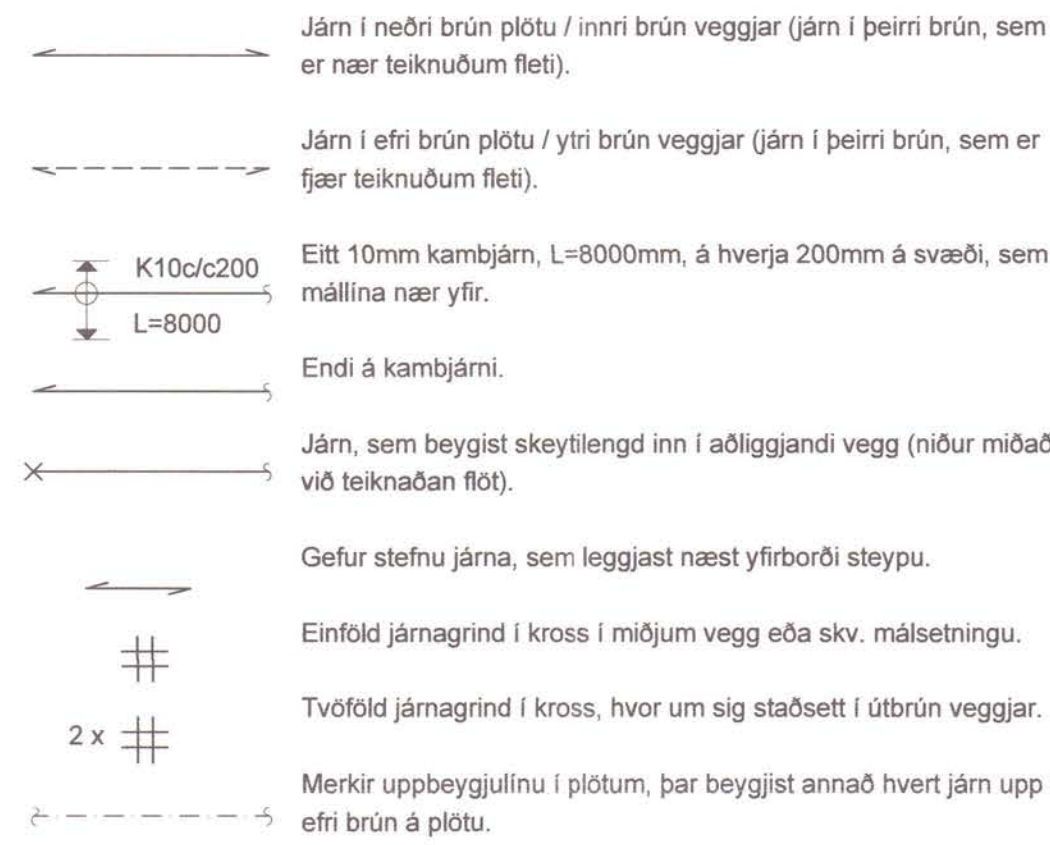 Járn í neðri brún plötu / innri brún veggjar (járn í þeirri brún, sem
er nær teiknuðum fleti).
Járn í efri brún plötu / ytri brún veggjar (járn í þeirri brún, sem er
fjær teiknuðum fleti).
K10c/c200
L=8000
Eitt 10mm kambjárn, L=8000mm, á hverja 200mm á svæði, sem
mállína nær yfir.
Endi á kambjárni.
Járn, sem beygist skeytilengd inn í aðliggjandi vegg (niður miðað
við teiknaðan flöt).
Gefur stefnu járna, sem leggjast næst yfirborði steypu.
Einföld járnagrind í kross í miðjum vegg eða skv. málsetningu.
2 x
Tvöföld járnagrind í kross, hvor um sig staðsett í útbrún veggjar.
Merkir uppbeygjulínu í plötum, þar beygjist annað hvert járn upp
efri brún á plötu.